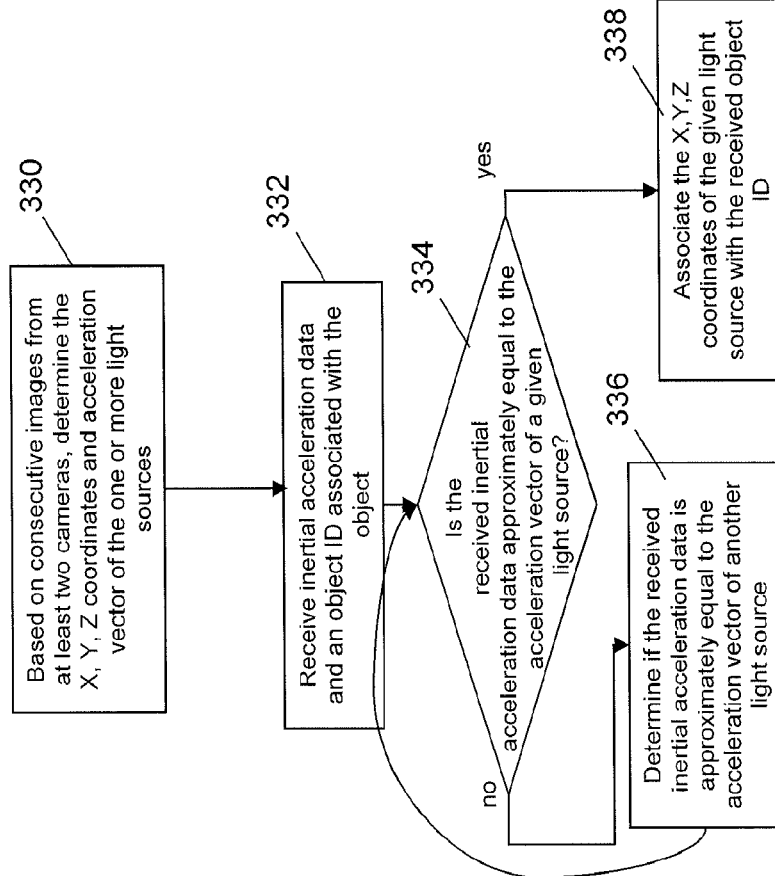 330
Based on consecutive images from
at least two cameras, determine the
X, Y, Z coordinates and acceleration
vector of the one or more light
sources
332
Receive inertial acceleration data
and an object ID associated with the
object
334
Is the
received inertial
acceleration data approximately equal to the
acceleration vector of a given
light source?
no
yes
336
Determine if the received
inertial acceleration data is
approximately equal to the
acceleration vector of another
light source
338
Associate the X,Y,Z
coordinates of the given light
source with the received object
ID